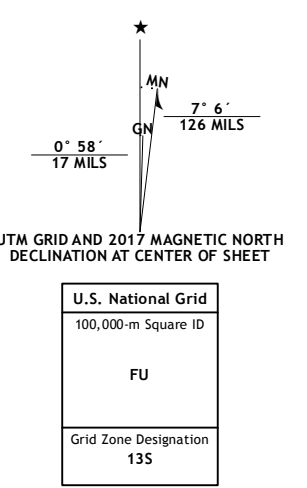 ★
MN
GN
7° 6´
126 MILS
0° 58´
17 MILS
UTM GRID AND 2017 MAGNETIC NORTH
DECLINATION AT CENTER OF SHEET
U.S. National Grid
100,000-m Square ID
FU
Grid Zone Designation
13S